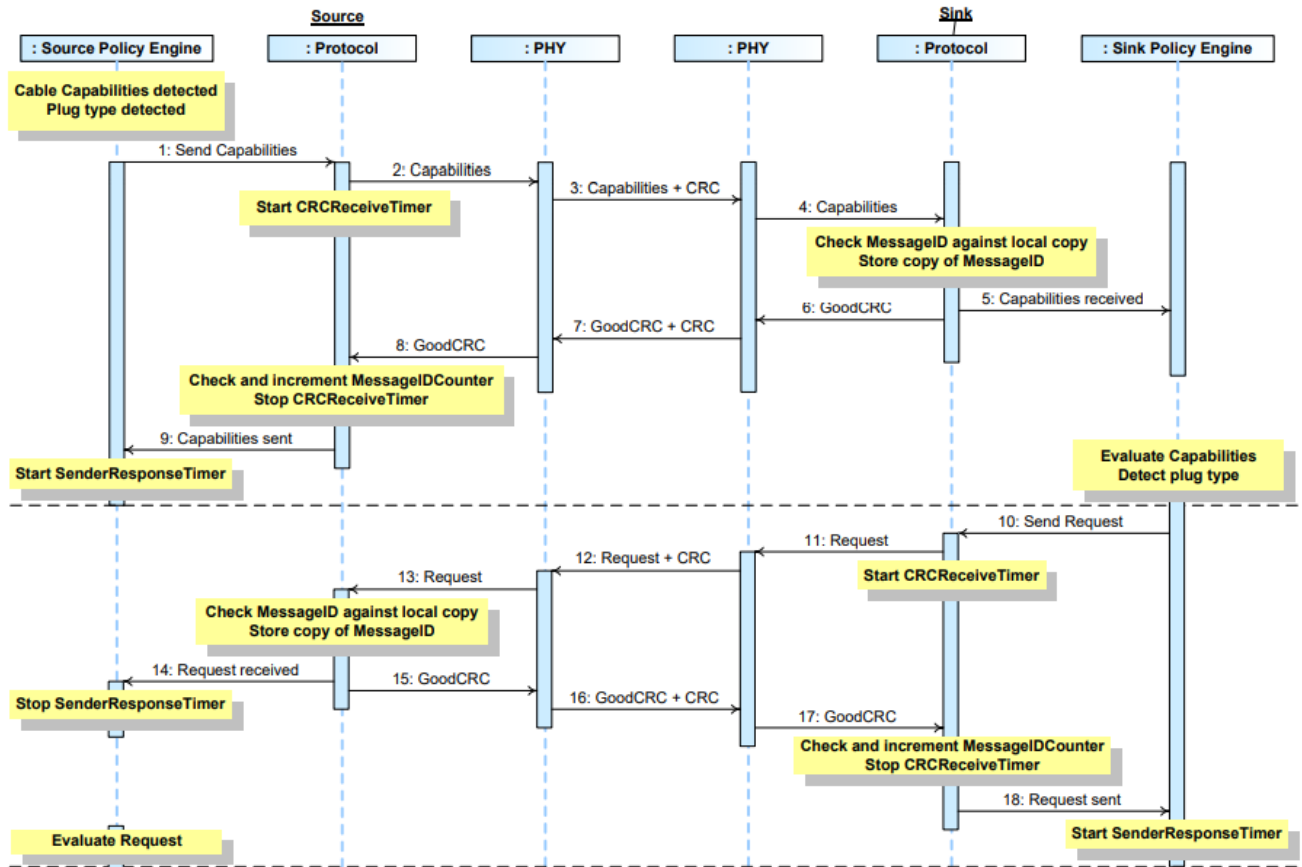 Source
Sink
: Source Policy Engine
: Protocol
: PHY
: PHY
: Protocol
: Sink Policy Engine
Cable Capabilities detected
Plug type detected
1: Send Capabilities
2: Capabilities
3: Capabilities + CRC
Start CRCReceiveTimer
4: Capabilities
Check MessageID against local copy
Store copy of MessageID
5: Capabilities received
6: GoodCRC
7: GoodCRC + CRC
8: GoodCRC
Check and increment MessageIDCounter
Stop CRCReceiveTimer
9: Capabilities sent
Start SenderResponseTimer
Evaluate Capabilities
Detect plug type
10: Send Request
11: Request
12: Request + CRC
Start CRCReceiveTimer
13: Request
Check MessageID against local copy
Store copy of MessageID
14: Request received
15: GoodCRC
Stop SenderResponseTimer
16: GoodCRC + CRC
17: GoodCRC
Check and increment MessageIDCounter
Stop CRCReceiveTimer
18: Request sent
Evaluate Request
Start SenderResponseTimer